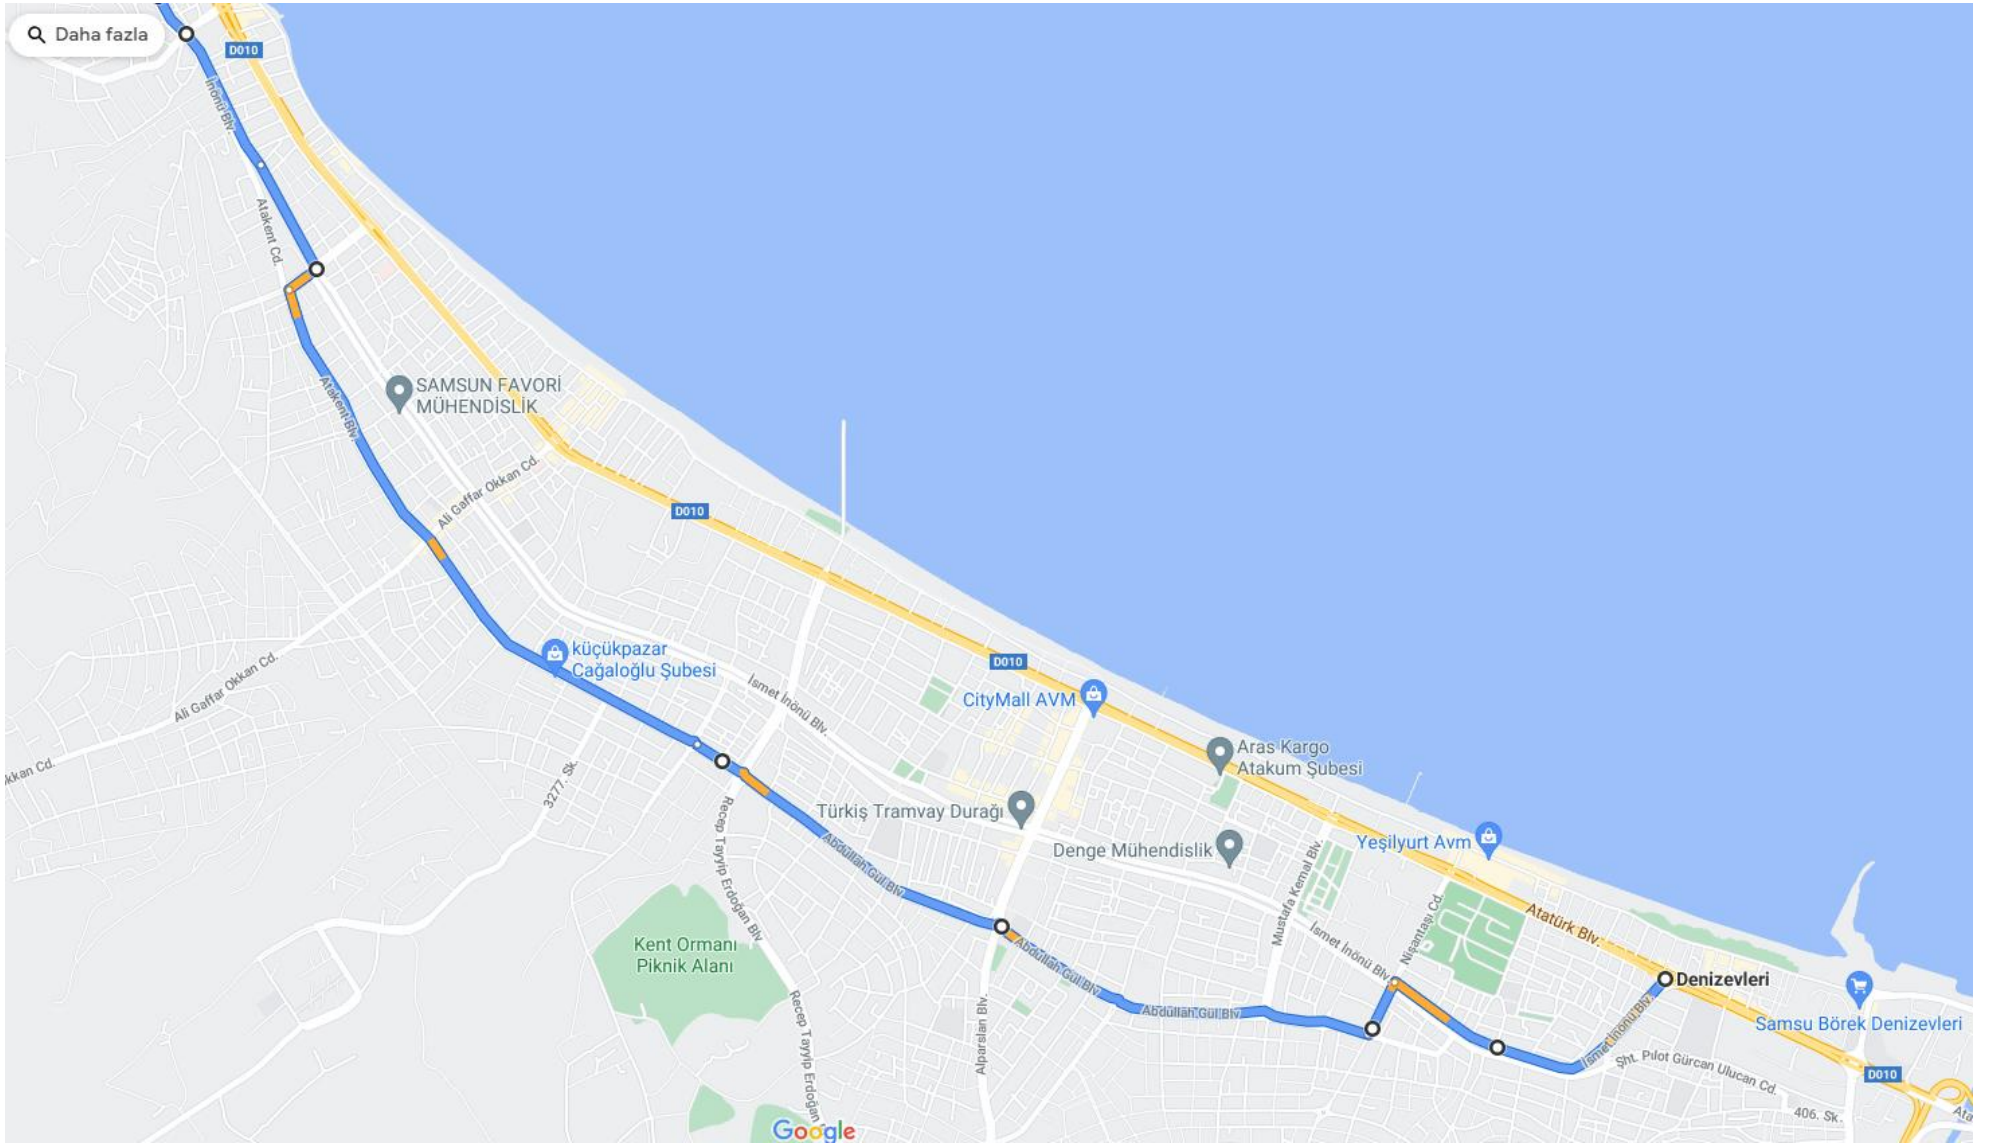 Daha fazla
D010
İnönü Blv.
Atakent Cd.
SAMSUN FAVORİ
MÜHENDİSLİK
Atakent Blv.
Ali Gaffar Okkan Cd.
D010
küçükpazar
Cağaloğlu Şubesi
D010
Ali Gaffar Okkan Cd.
İsmet İnönü Blv.
CityMall AVM
Aras Kargo
Atakum Şubesi
kkan Cd.
3277. Sk.
Türkiş Tramvay Durağı
Denge Mühendislik
Yeşilyurt Avm
Recep Tayyip Erdoğan Blv
Abdullah Gül Blv.
Mustafa Kemal Blv.
Nişantaşı Cd.
Atatürk Blv.
İsmet İnönü Blv.
Kent Ormanı
Piknik Alanı
Abdullah Gül Blv.
Denizevleri
Recep Tayyip Erdoğan
Alparslan Blv.
Abdullah Gül Blv
İsmet İnönü Blv.
Samsu Börek Denizevleri
Şht. Pilot Gürcan Ulucan Cd.
D010
406. Sk.
Ata
Google